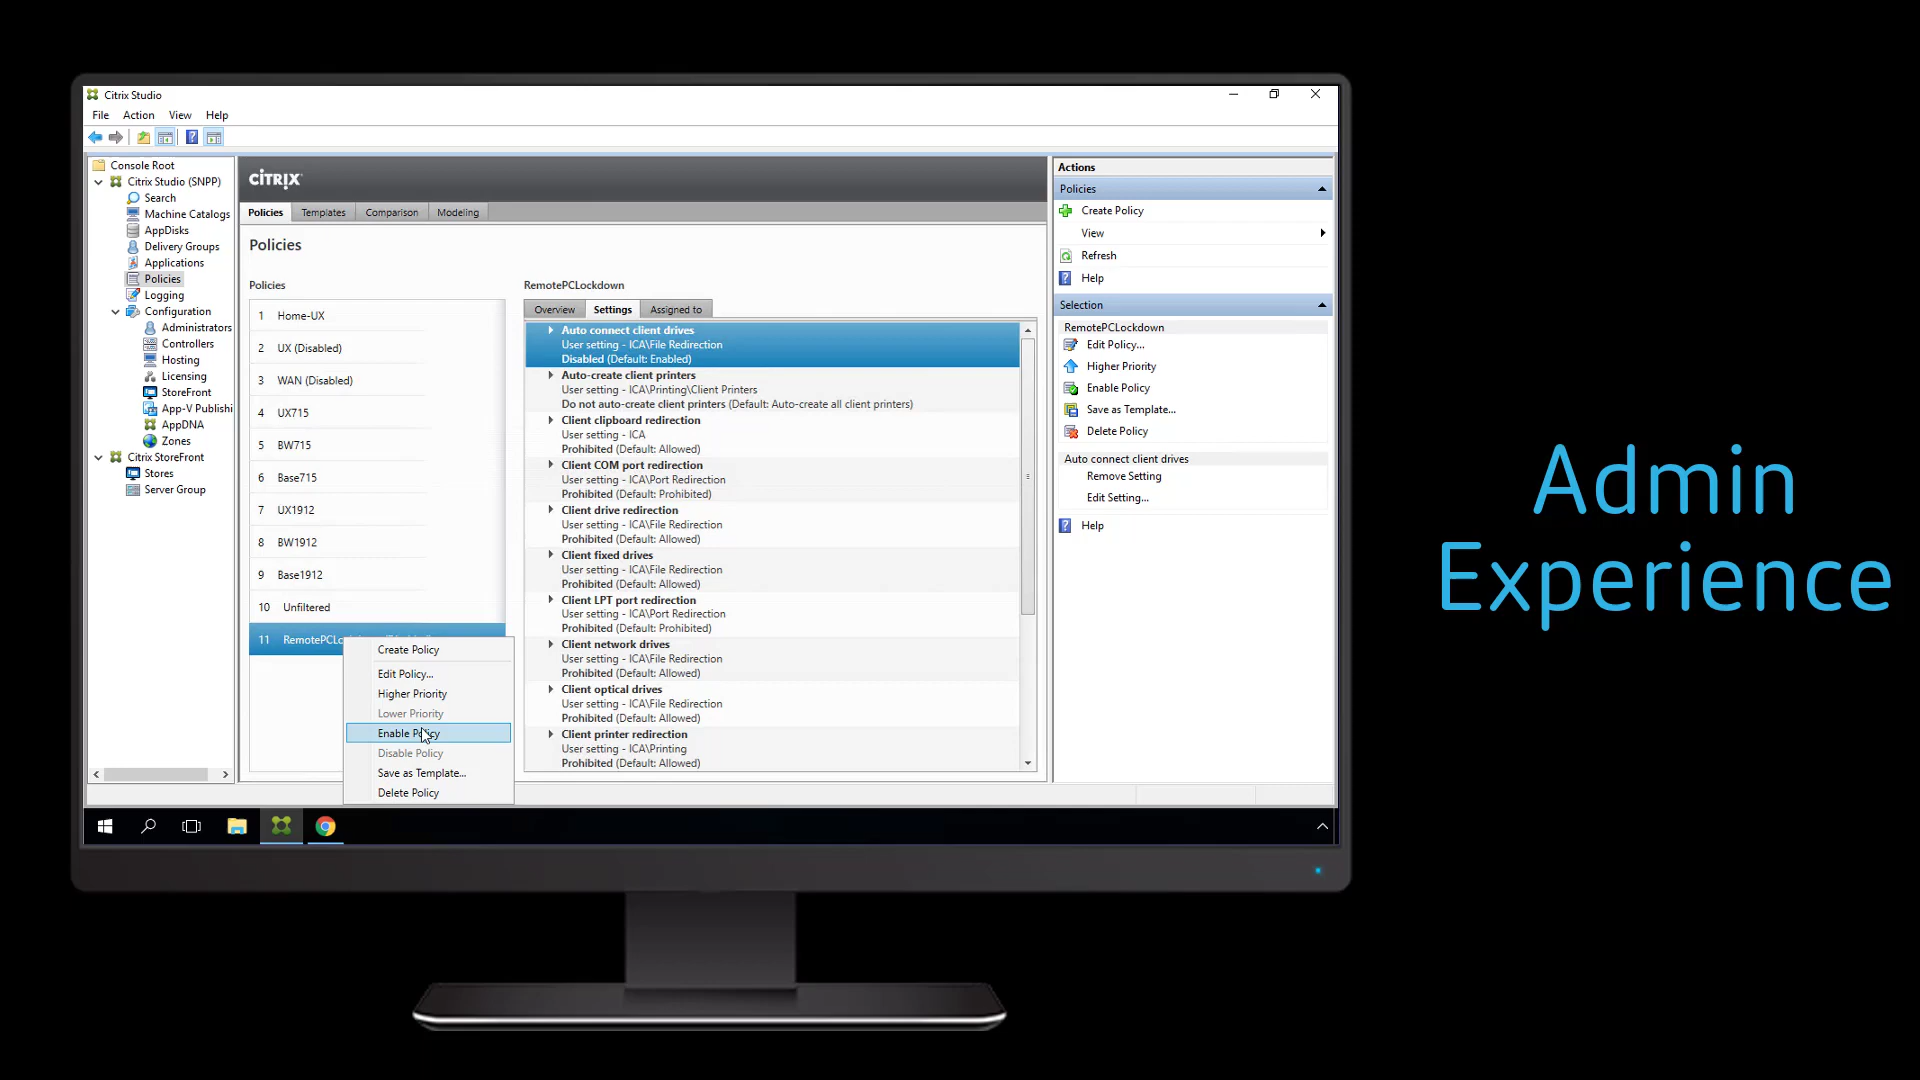 Citrix Studio
File Action View Help
Console Root
Citrix Studio (SNPP)
Search
Machine Catalogs
AppDisks
Delivery Groups
Applications
Policies
Logging
Configuration
Administrators
Controllers
Hosting
Licensing
StoreFront
App-V Publishi
AppDNA
Zones
Citrix StoreFront
Stores
Server Group
CITRIX
Policies Templates Comparison Modeling
Policies
Policies
1 Home-UX
2 UX (Disabled)
3 WAN (Disabled)
4 UX715
5 BW715
6 Base715
7 UX1912
8 BW1912
9 Base1912
10 Unfiltered
11 RemotePCLo
Create Policy
Edit Policy...
Higher Priority
Lower Priority
Enable Policy
Disable Policy
Save as Template...
Delete Policy
RemotePCLockdown
Overview Settings Assigned to
Auto connect client drives
User setting - ICA\File Redirection
Disabled (Default: Enabled)
Auto-create client printers
User setting - ICA\Printing\Client Printers
Do not auto-create client printers (Default: Auto-create all client printers)
Client clipboard redirection
User setting - ICA
Prohibited (Default: Allowed)
Client COM port redirection
User setting - ICA\Port Redirection
Prohibited (Default: Prohibited)
Client drive redirection
User setting - ICA\File Redirection
Prohibited (Default: Allowed)
Client fixed drives
User setting - ICA\File Redirection
Prohibited (Default: Allowed)
Client LPT port redirection
User setting - ICA\Port Redirection
Prohibited (Default: Prohibited)
Client network drives
User setting - ICA\File Redirection
Prohibited (Default: Allowed)
Client optical drives
User setting - ICA\File Redirection
Prohibited (Default: Allowed)
Client printer redirection
User setting - ICA\Printing
Prohibited (Default: Allowed)
Actions
Policies
Create Policy
View
Refresh
Help
Selection
RemotePCLockdown
Edit Policy...
Higher Priority
Enable Policy
Save as Template...
Delete Policy
Auto connect client drives
Remove Setting
Edit Setting...
Help
Admin
Experience